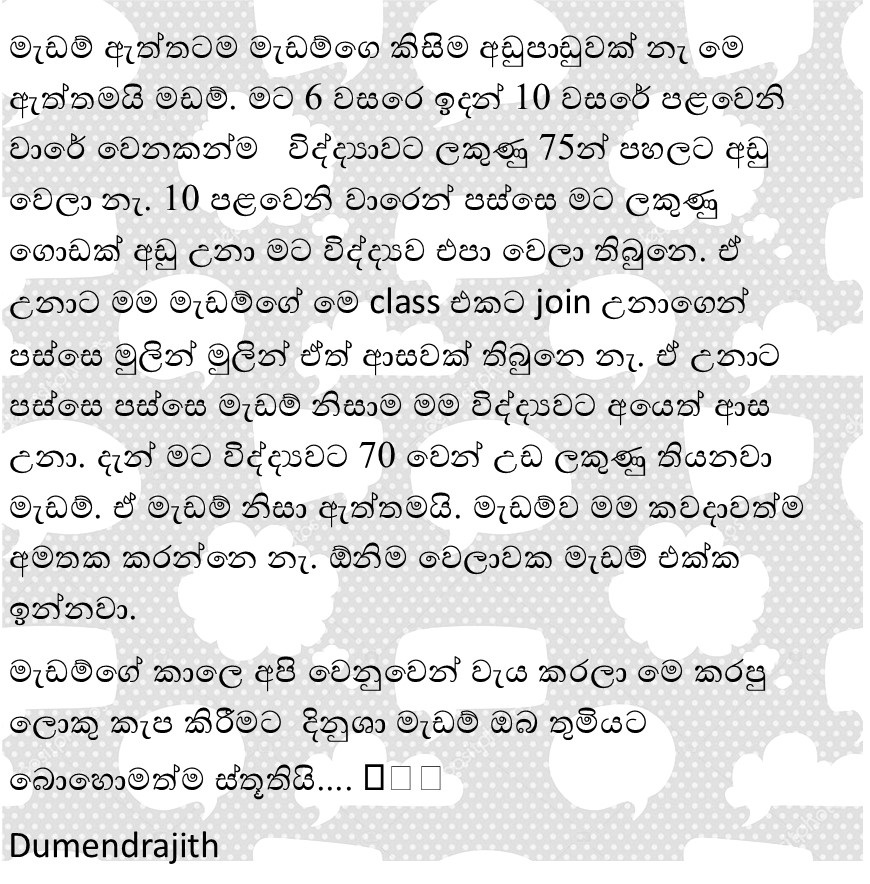 මැඩම් ඇත්තටම මැඩම්ගෙ කිසිම අඩුපාඩුවක් නැ මෙ
ඇත්තමයි මඩම්. මට 6 වසරෙ ඉදන් 10 වසරේ පළවෙනි
වාරේ වෙනකන්ම විද්ද්‍යාවට ලකුණු 75න් පහලට අඩු
වෙලා නැ. 10 පළවෙනි වාරෙන් පස්සෙ මට ලකුණු
ගොඩක් අඩු උනා මට විද්ද්‍යව එපා වෙලා තිබුනෙ. ඒ
උනාට මම මැඩම්ගේ මෙ class එකට join උනාගෙන්
පස්සෙ මුලින් මුලින් ඒත් ආසවක් තිබුනෙ නැ. ඒ උනාට
පස්සෙ පස්සෙ මැඩම් නිසාම මම විද්ද්‍යවට අයෙත් ආස
උනා. දැන් මට විද්ද්‍යවට 70 වෙන් උඩ ලකුණු තියනවා
මැඩම්. ඒ මැඩම් නිසා ඇත්තමයි. මැඩම්ව මම කවදාවත්ම
අමතක කරන්නෙ නැ. ඕනිම වෙලාවක මැඩම් එක්ක
ඉන්නවා.
මැඩම්ගේ කාලෙ අපි වෙනුවෙන් වැය කරලා මෙ කරපු
ලොකු කැප කිරීමට දිනුශා මැඩම් ඔබ තුමියට
බොහොමත්ම ස්තූතියි....
Dumendrajith